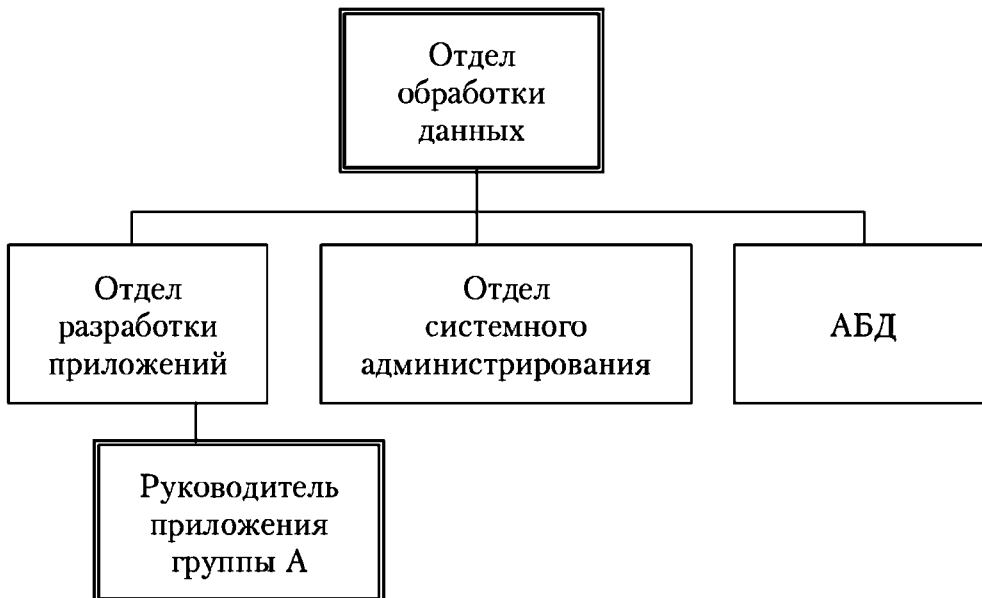 Отдел
обработки
данных
Отдел
разработки
приложений
Отдел
системного
администрирования
АБД
Руководитель
приложения
группы А